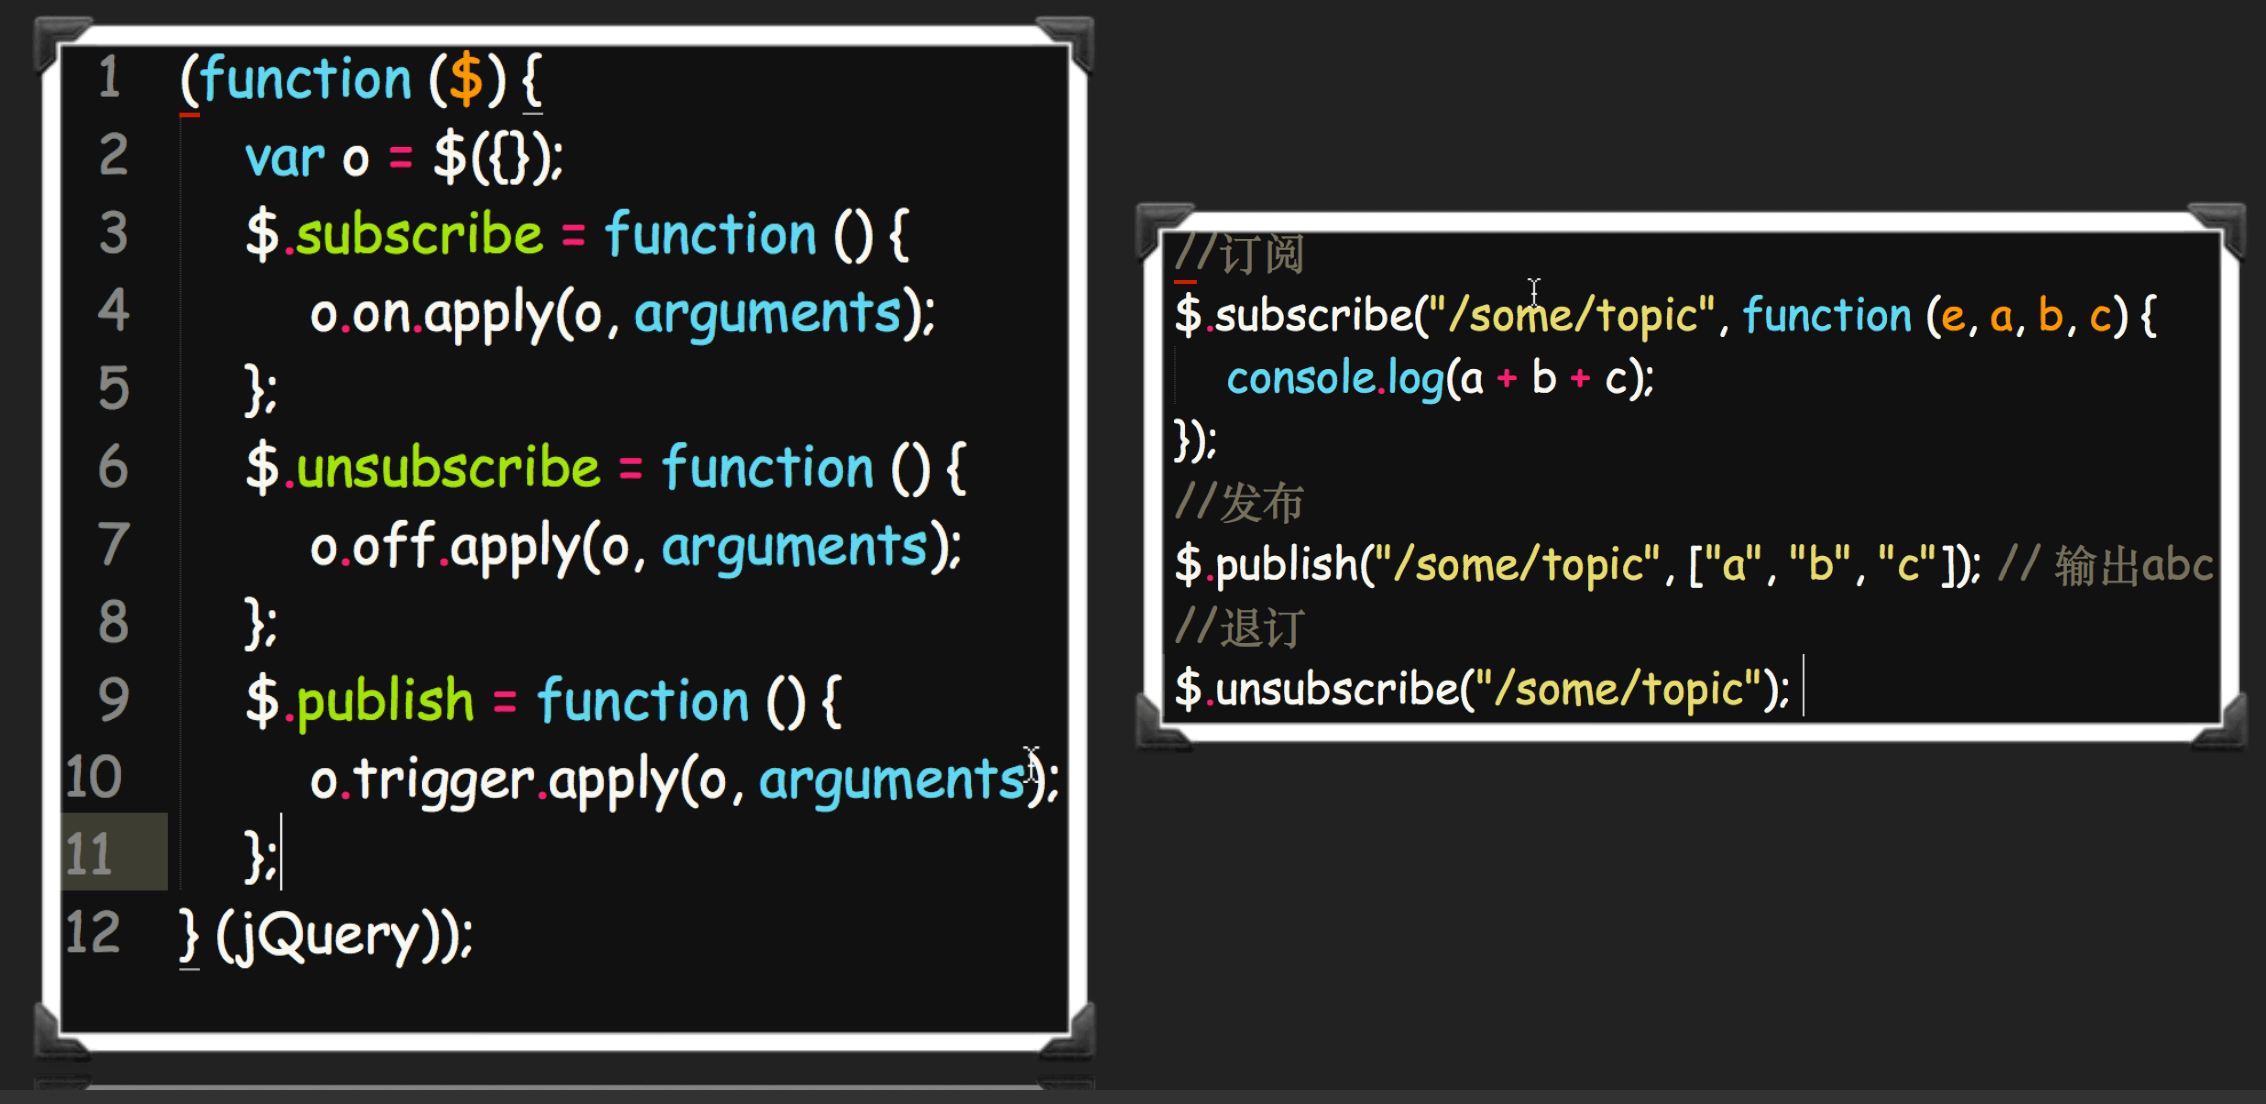 1 (function ($) {
2 var o = $({});
3 $.subscribe = function () {
4 o.on.apply(o, arguments);
5 };
6 $.unsubscribe = function () {
7 o.off.apply(o, arguments);
8 };
9 $.publish = function () {
10 o.trigger.apply(o, arguments);
11 };
12 } (jQuery));
//订阅
$.subscribe("/some/topic", function (e, a, b, c) {
console.log(a + b + c);
});
//发布
$.publish("/some/topic", ["a", "b", "c"]); // 输出abc
//退订
$.unsubscribe("/some/topic");